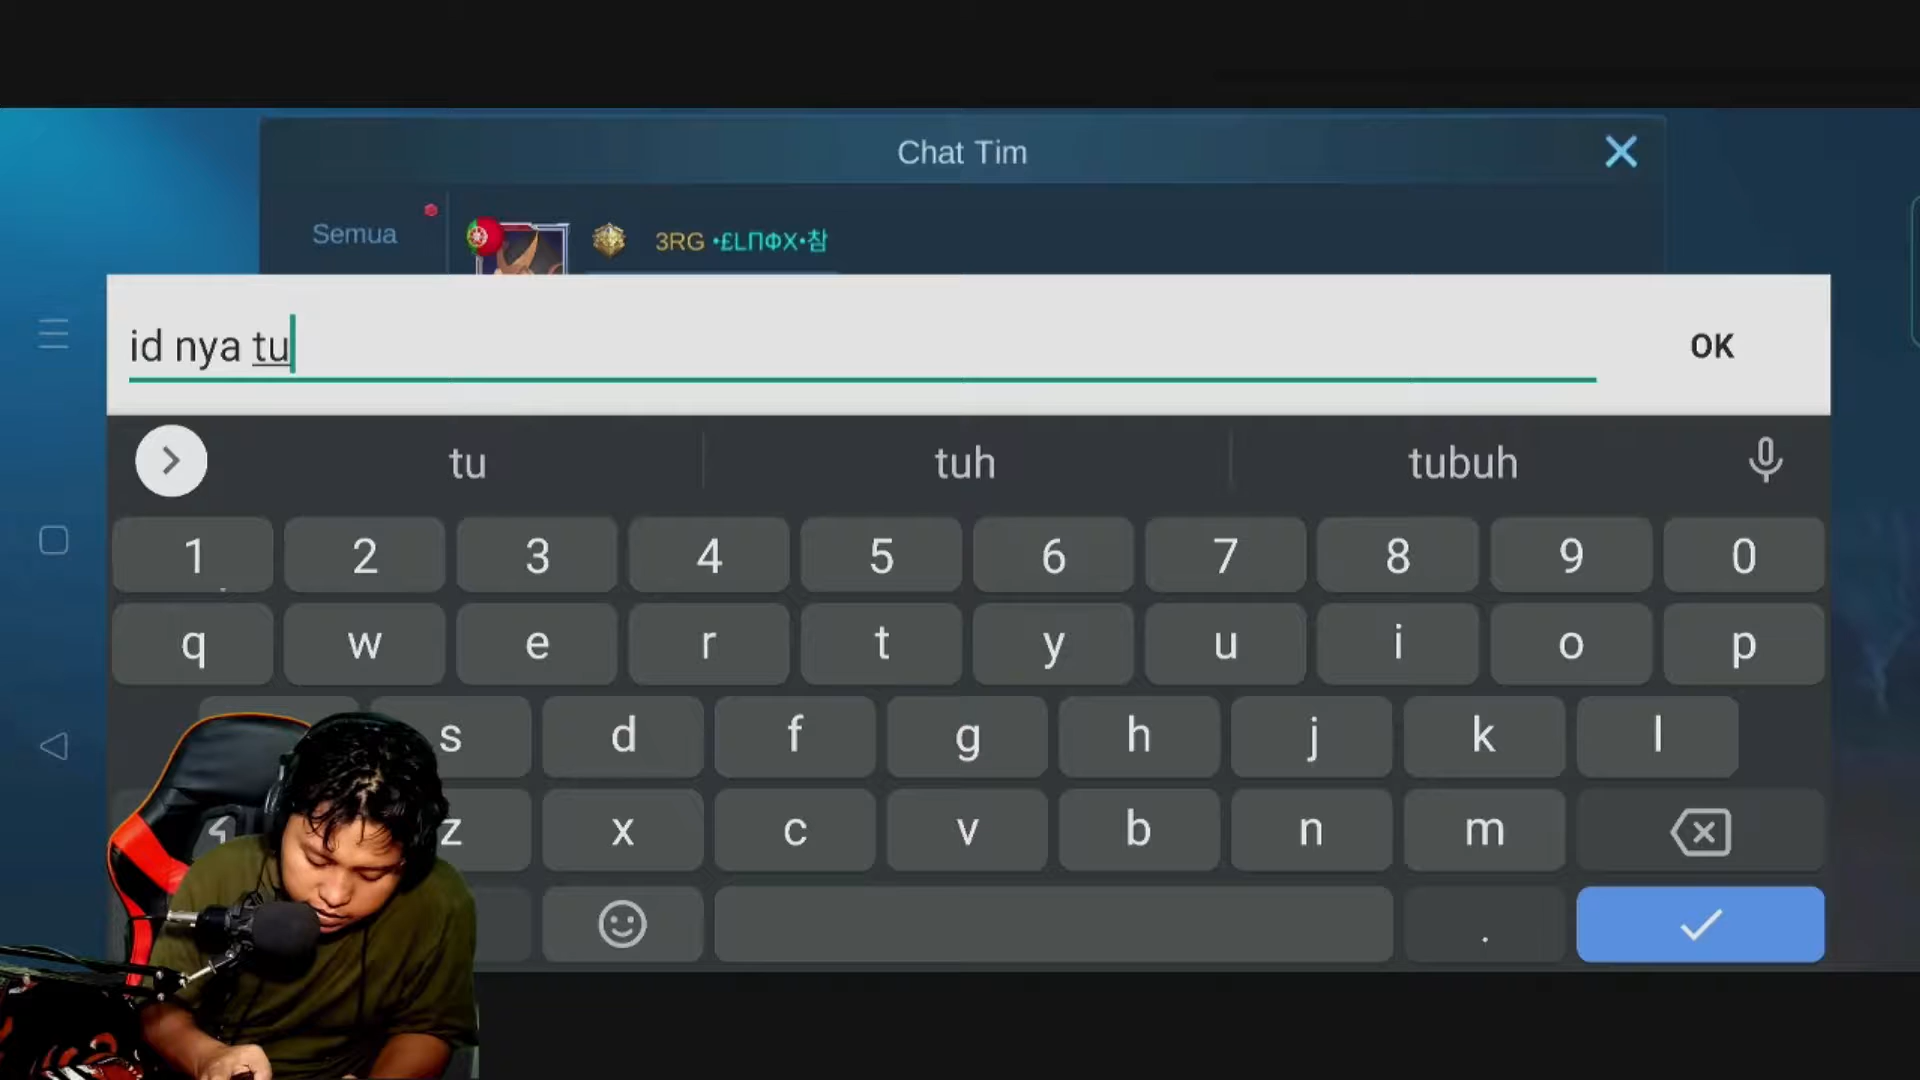 Chat Tim
Semua
3RG •£LПФX•참
id nya tu
OK
tu tuh tubuh
1 2 3 4 5 6 7 8 9 0
q w e r t y u i o p
s d f g h j k l
z x c v b n m
.